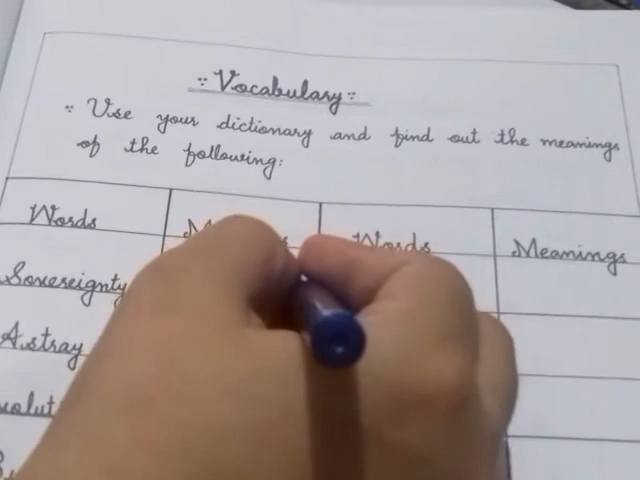 Vocabulary
Use your dictionary and find out the meanings
of the following:
Words Words Meanings
Sovereignty
Astray